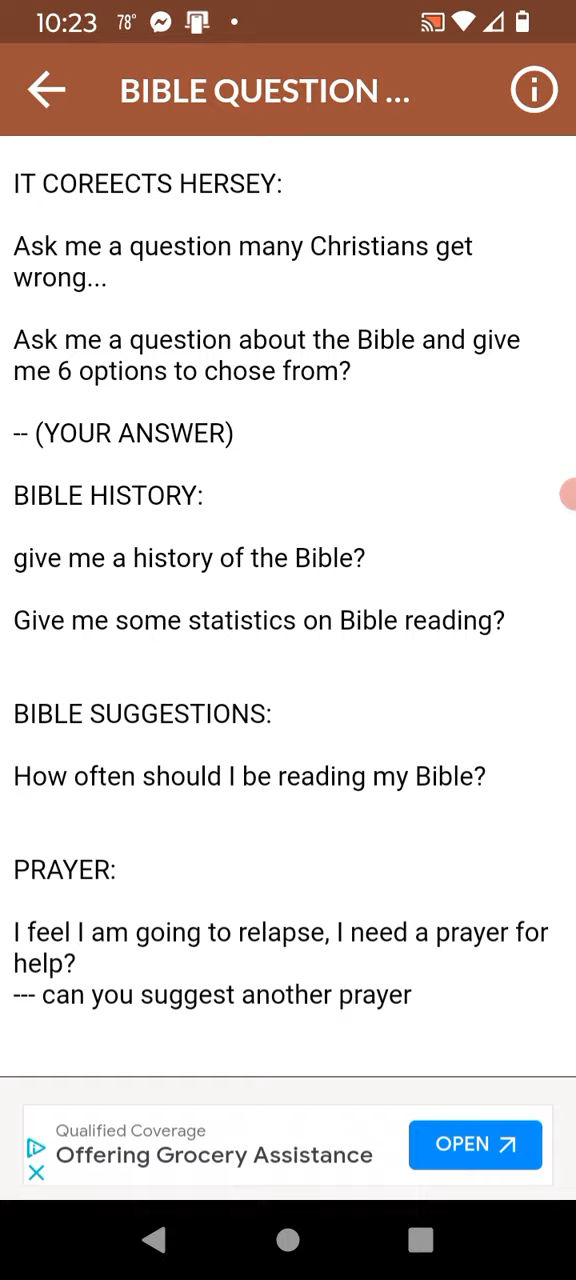 10:23 78°
BIBLE QUESTION ...
IT COREECTS HERSEY:
Ask me a question many Christians get
wrong...
Ask me a question about the Bible and give
me 6 options to chose from?
-- (YOUR ANSWER)
BIBLE HISTORY:
give me a history of the Bible?
Give me some statistics on Bible reading?
BIBLE SUGGESTIONS:
How often should I be reading my Bible?
PRAYER:
I feel I am going to relapse, I need a prayer for
help?
--- can you suggest another prayer
Qualified Coverage
Offering Grocery Assistance
OPEN